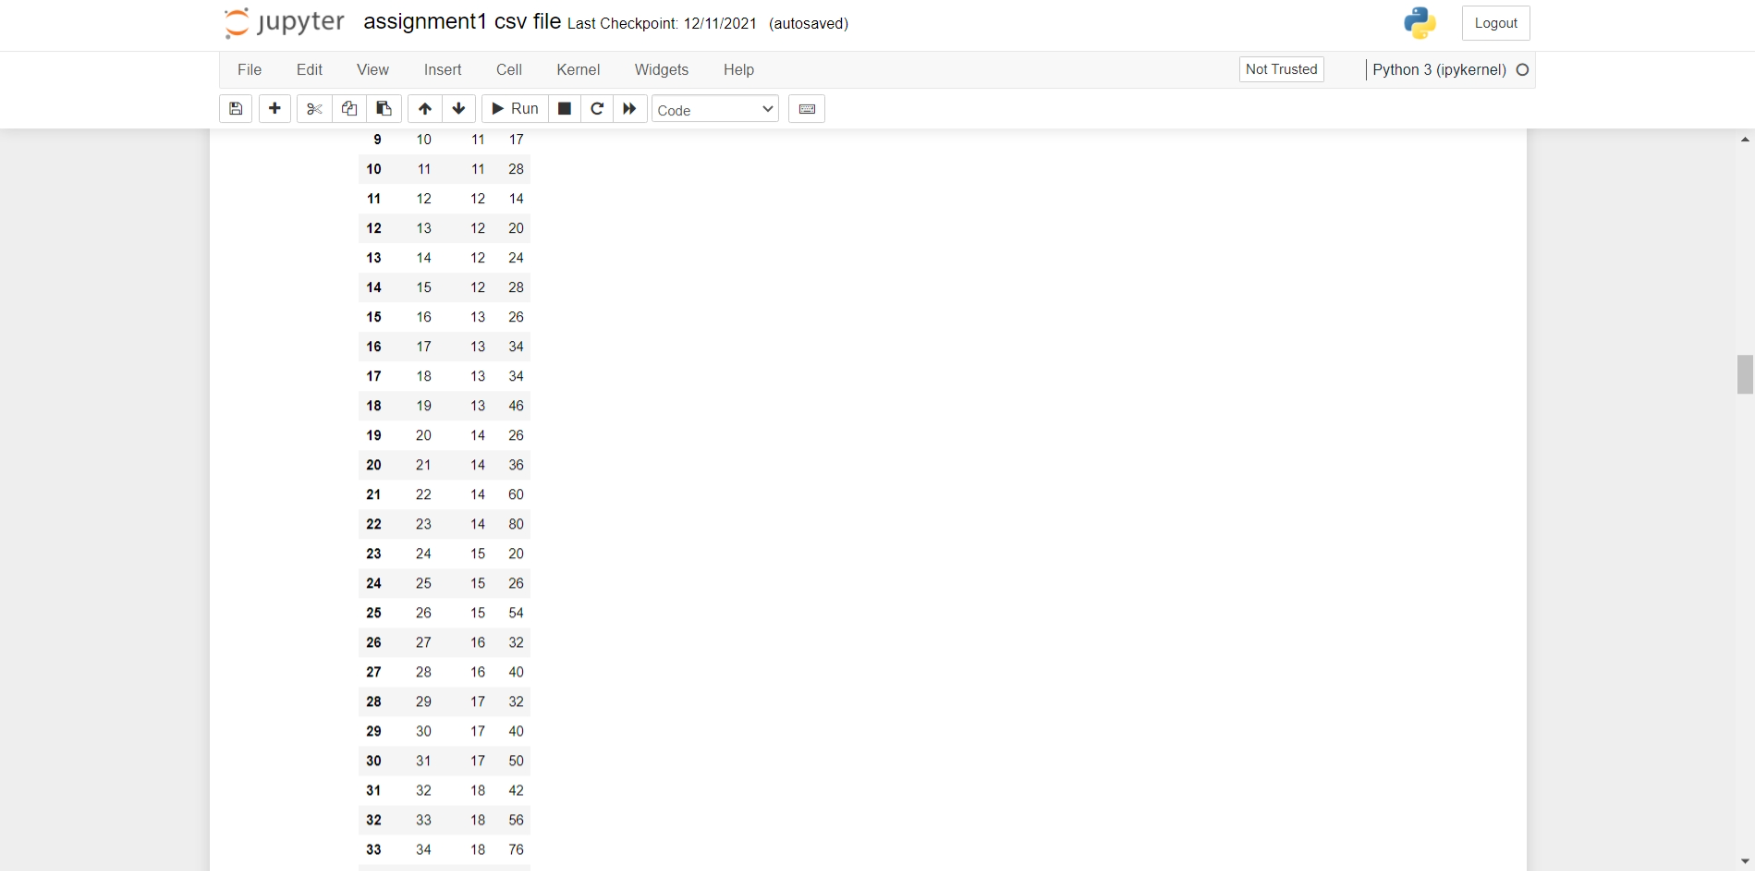 jupyter assignment1 csv file Last Checkpoint: 12/11/2021 (autosaved) Logout
File Edit View Insert Cell Kernel Widgets Help Not Trusted Python 3 (ipykernel)
Run Code
9 10 11 17
10 11 11 28
11 12 12 14
12 13 12 20
13 14 12 24
14 15 12 28
15 16 13 26
16 17 13 34
17 18 13 34
18 19 13 46
19 20 14 26
20 21 14 36
21 22 14 60
22 23 14 80
23 24 15 20
24 25 15 26
25 26 15 54
26 27 16 32
27 28 16 40
28 29 17 32
29 30 17 40
30 31 17 50
31 32 18 42
32 33 18 56
33 34 18 76